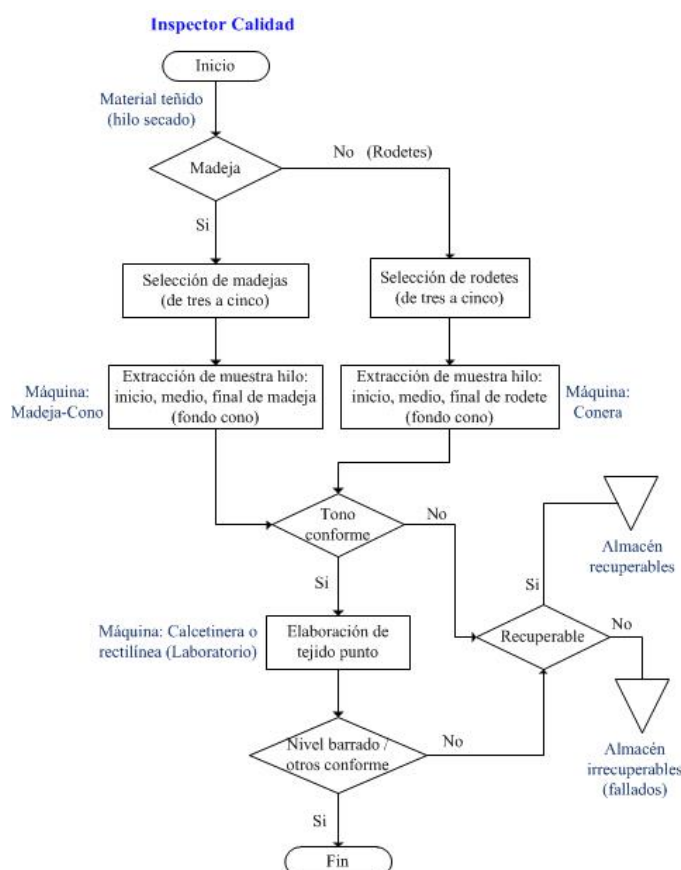 Inspector Calidad
Inicio
Material teñido
(hilo secado)
Madeja
No (Rodetes)
Si
Selección de madejas
(de tres a cinco)
Selección de rodetes
(de tres a cinco)
Máquina:
Madeja-Cono
Extracción de muestra hilo:
inicio, medio, final de madeja
(fondo cono)
Extracción de muestra hilo:
inicio, medio, final de rodete
(fondo cono)
Máquina:
Conera
Tono
conforme
No
Si
Almacén
recuperables
Si
Máquina: Calcetinera o
rectilínea (Laboratorio)
Elaboración de
tejido punto
Recuperable
No
Nivel barrado /
otros conforme
No
Almacén
irrecuperables
(fallados)
Si
Fin